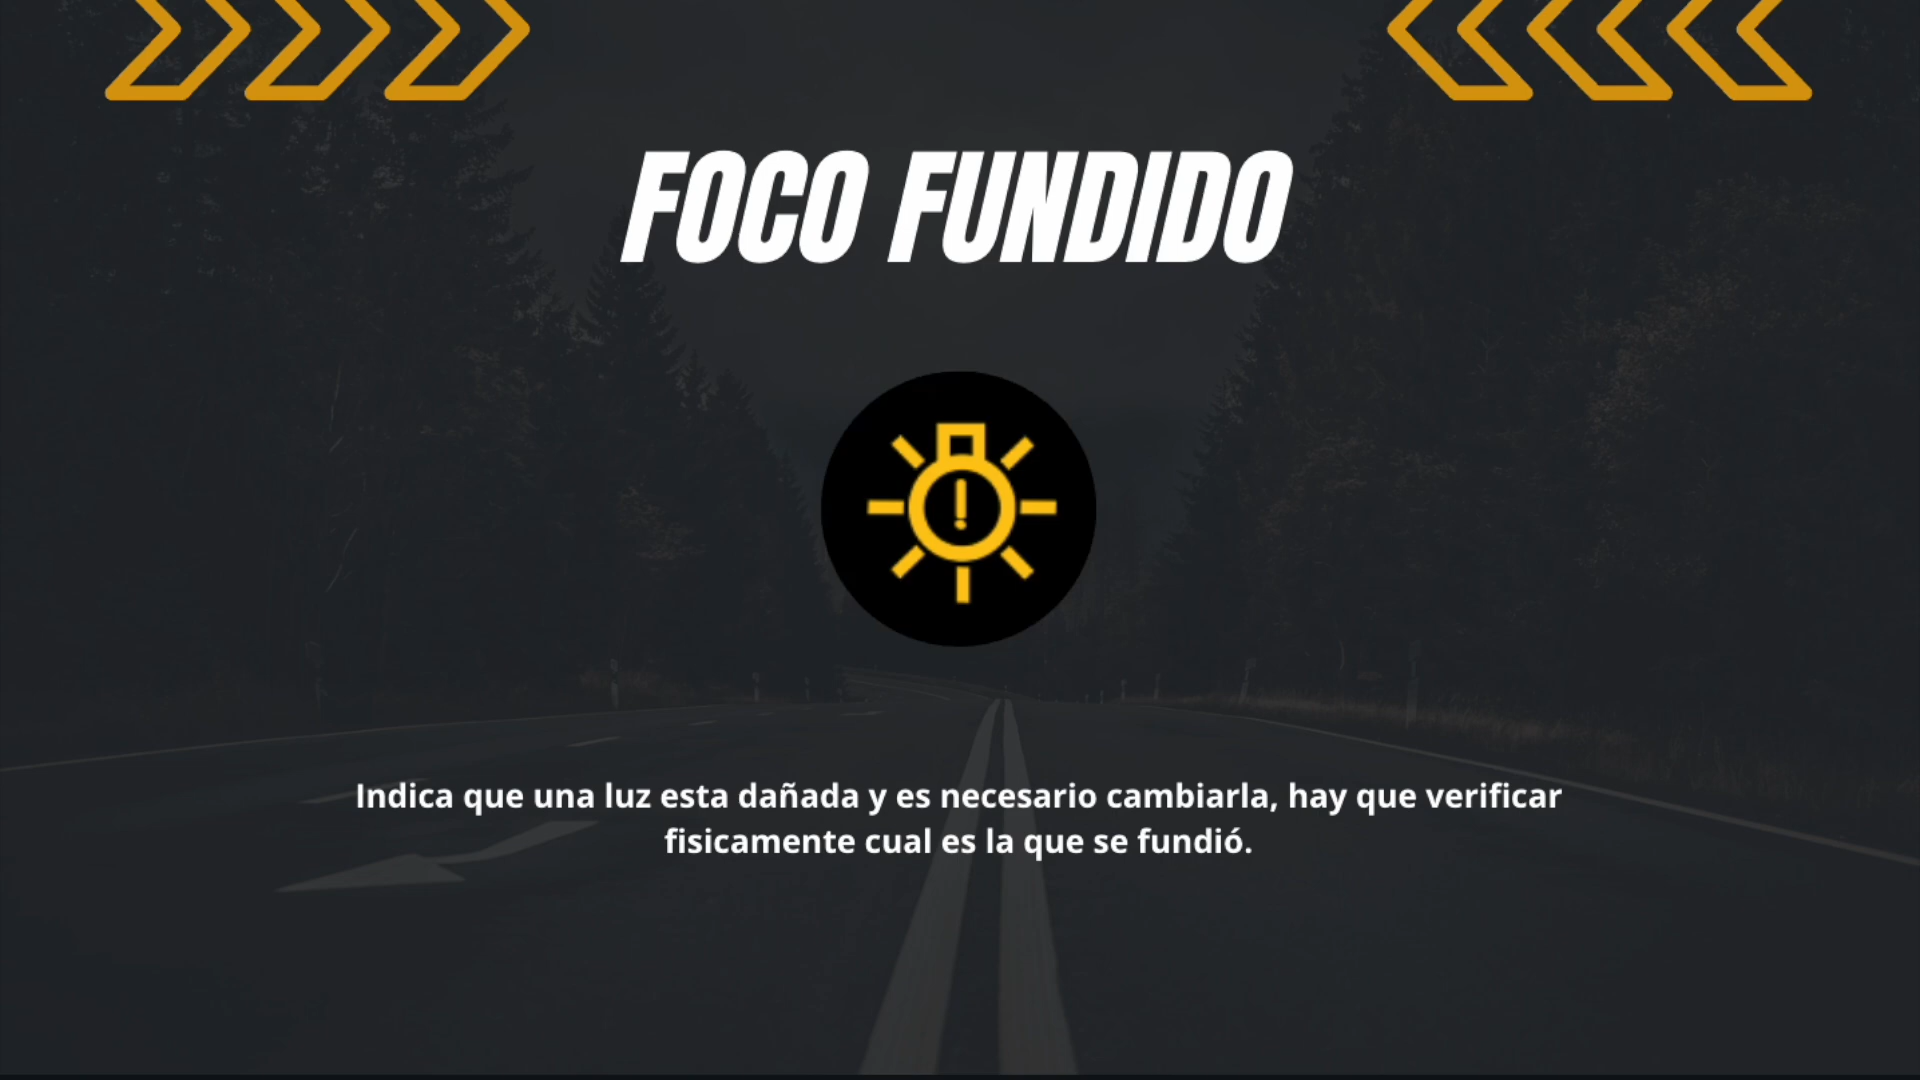 FOCO FUNDIDO
Indica que una luz esta dañada y es necesario cambiarla, hay que verificar
fisicamente cual es la que se fundió.